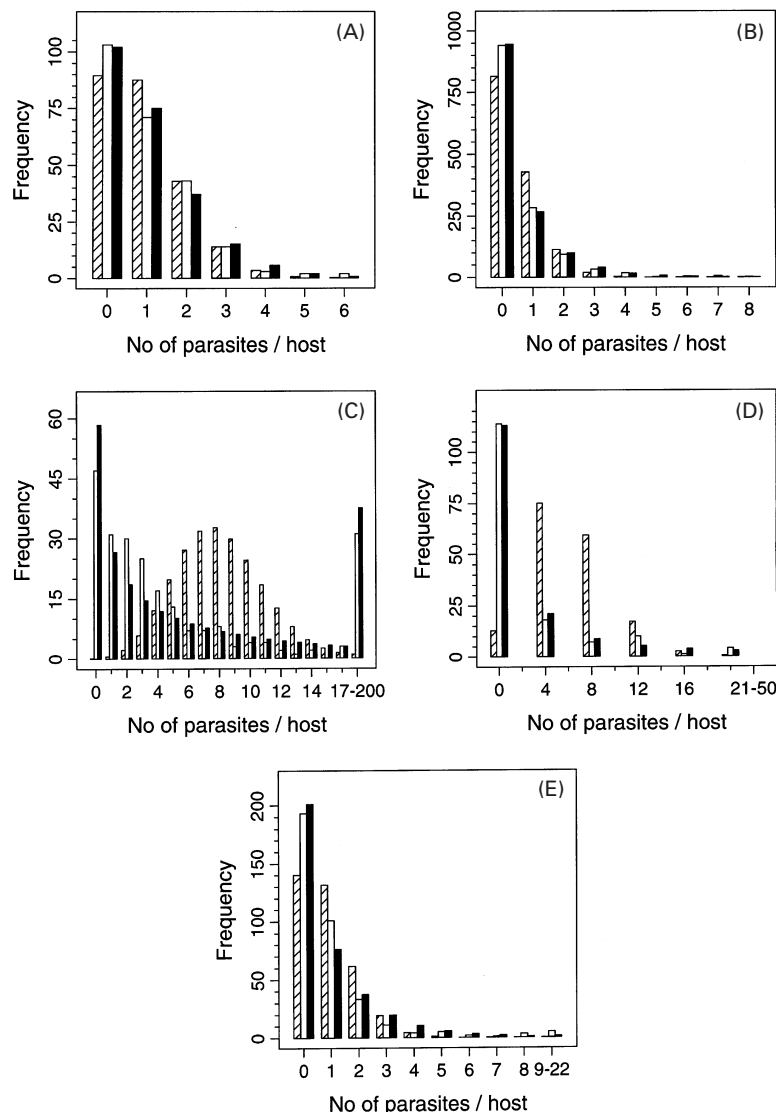 (A)
Frequency
100
75
50
25
0
0 1 2 3 4 5 6
No of parasites / host
(B)
Frequency
1000
750
500
250
0
0 1 2 3 4 5 6 7 8
No of parasites / host
(C)
Frequency
60
45
30
15
0
0 2 4 6 8 10 12 14 17-200
No of parasites / host
(D)
Frequency
100
75
50
25
0
0 4 8 12 16 21-50
No of parasites / host
(E)
Frequency
200
150
100
50
0
0 1 2 3 4 5 6 7 8 9-22
No of parasites / host